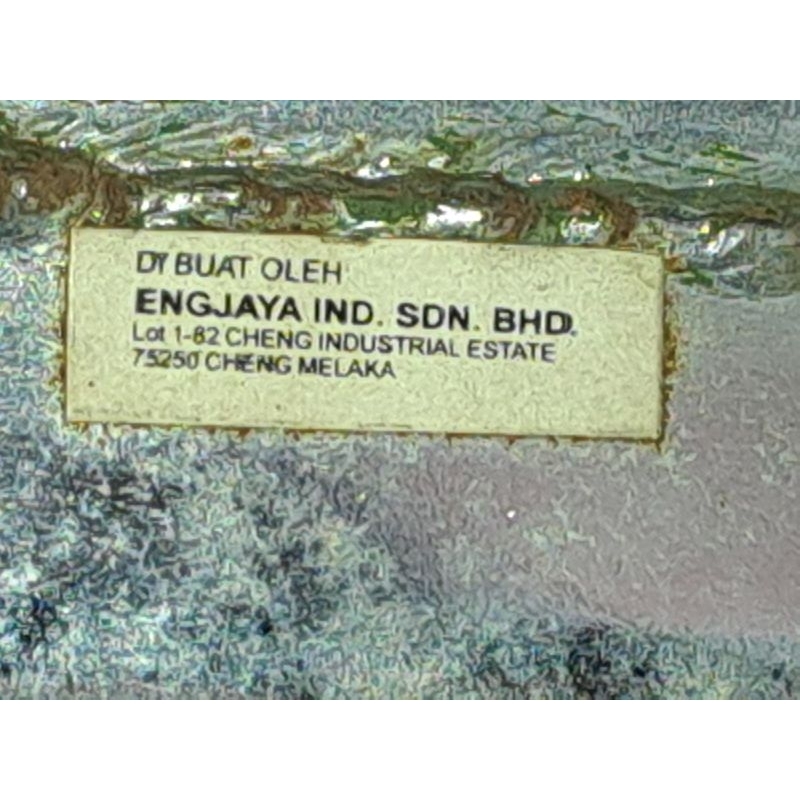 DI BUAT OLEH
ENGJAYA IND. SDN. BHD.
Lot 1-82 CHENG INDUSTRIAL ESTATE
75250 CHENG MELAKA